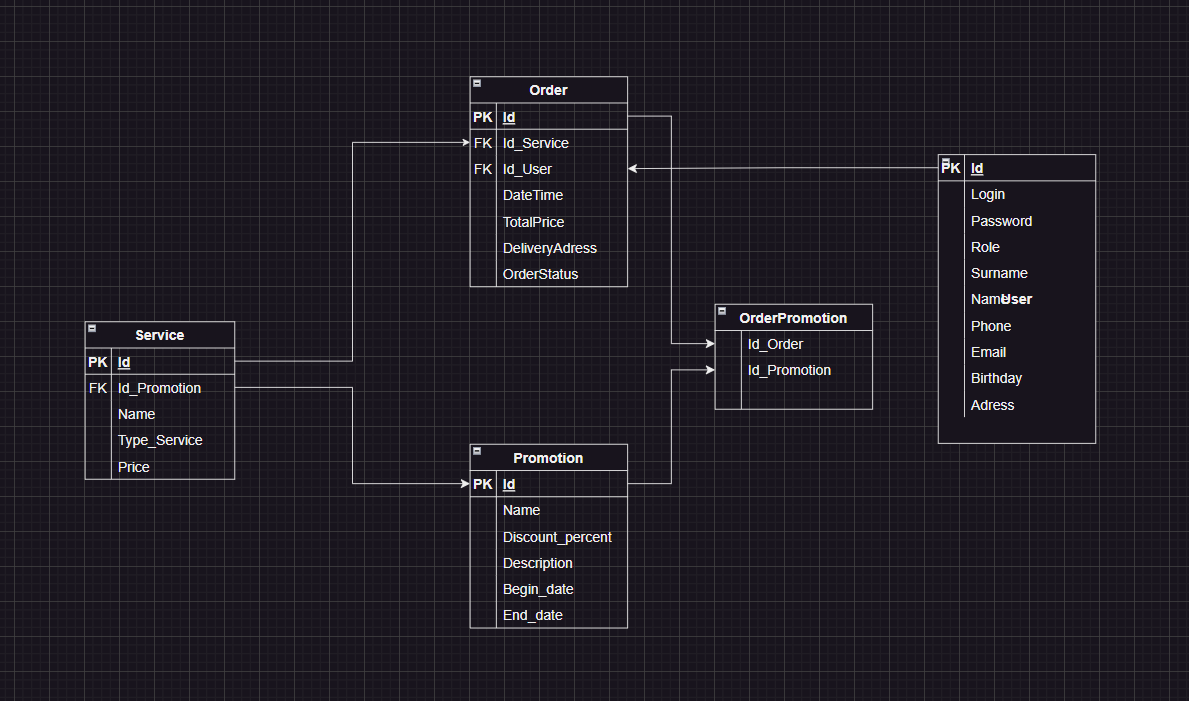 Order
PK Id
FK Id_Service
FK Id_User
DateTime
TotalPrice
DeliveryAdress
OrderStatus
Service
PK Id
FK Id_Promotion
Name
Type_Service
Price
Promotion
PK Id
Name
Discount_percent
Description
Begin_date
End_date
OrderPromotion
Id_Order
Id_Promotion
PK Id
Login
Password
Role
Surname
Name
User
Phone
Email
Birthday
Adress